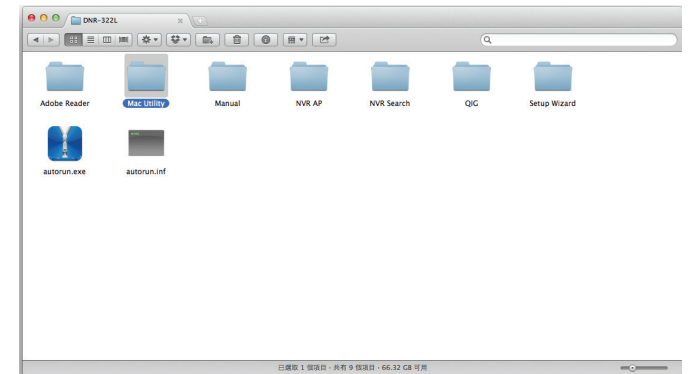 DNR-322L
Adobe Reader
Mac Utility
Manual
NVR AP
NVR Search
QIG
Setup Wizard
autorun.exe
autorun.inf
已選取 1 個項目，共有 9 個項目，66.32 GB 可用